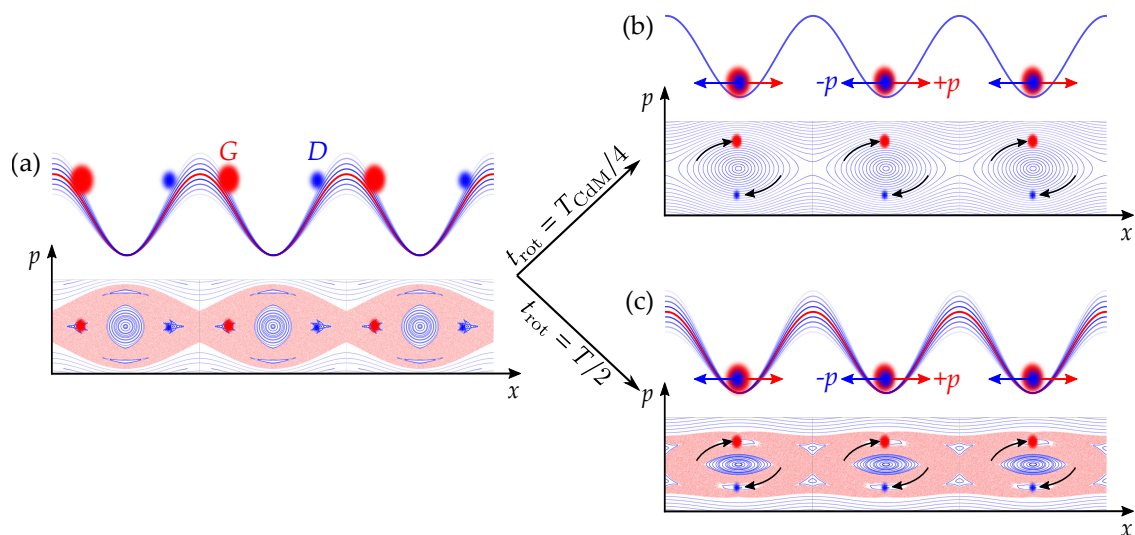 (a)
G
D
p
x
t_rot = T_CdM/4
t_rot = T/2
(b)
-p
+p
p
x
(c)
-p
+p
p
x